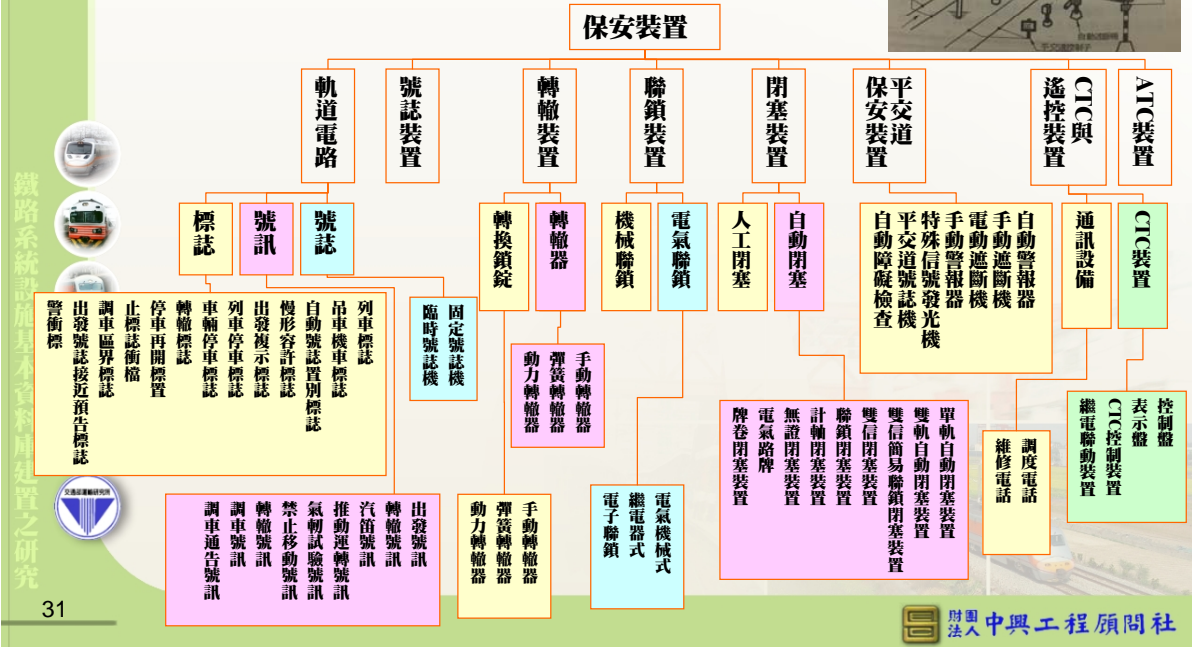 保安裝置
自動遮斷機
軌道電路
號誌裝置
轉轍裝置
聯鎖裝置
閉塞裝置
平交道
保安裝置
CTC與
遙控裝置
ATC裝置
標誌
號訊
號誌
轉換鎖錠
轉轍器
機械聯鎖
電氣聯鎖
人工閉塞
自動閉塞
自動警報器
手動遮斷機
電動遮斷機
手動警報器
特殊信號發光機
平交道號誌機
自動障礙檢查
通訊設備
CTC裝置
列車標誌
吊車機車標誌
自動號誌置別標誌
慢形容許標誌
出發複示標誌
列車停車標誌
車輛停車標誌
轉轍標誌
停車再開標置
止標誌衝檔
調車區界標誌
出發號誌接近預告標誌
警衝標
固定號誌機
臨時號誌機
手動轉轍器
彈簧轉轍器
動力轉轍器
單軌自動閉塞裝置
雙軌自動閉塞裝置
雙信簡易聯鎖閉塞裝置
雙信閉塞裝置
聯鎖閉塞裝置
計軸閉塞裝置
無證閉塞裝置
電氣路牌
牌卷閉塞裝置
調度電話
維修電話
控制盤
表示盤
CTC控制裝置
繼電聯動裝置
出發號訊
轉轍號訊
汽笛號訊
推動運轉號訊
氣軔試驗號訊
禁止移動號訊
轉轍號訊
調車號訊
調車通告號訊
手動轉轍器
彈簧轉轍器
動力轉轍器
電氣機械式
繼電器式
電子聯鎖
鐵路系統設施基本資料庫建置之研究
交通部運輸研究所
31
財團法人中興工程顧問社